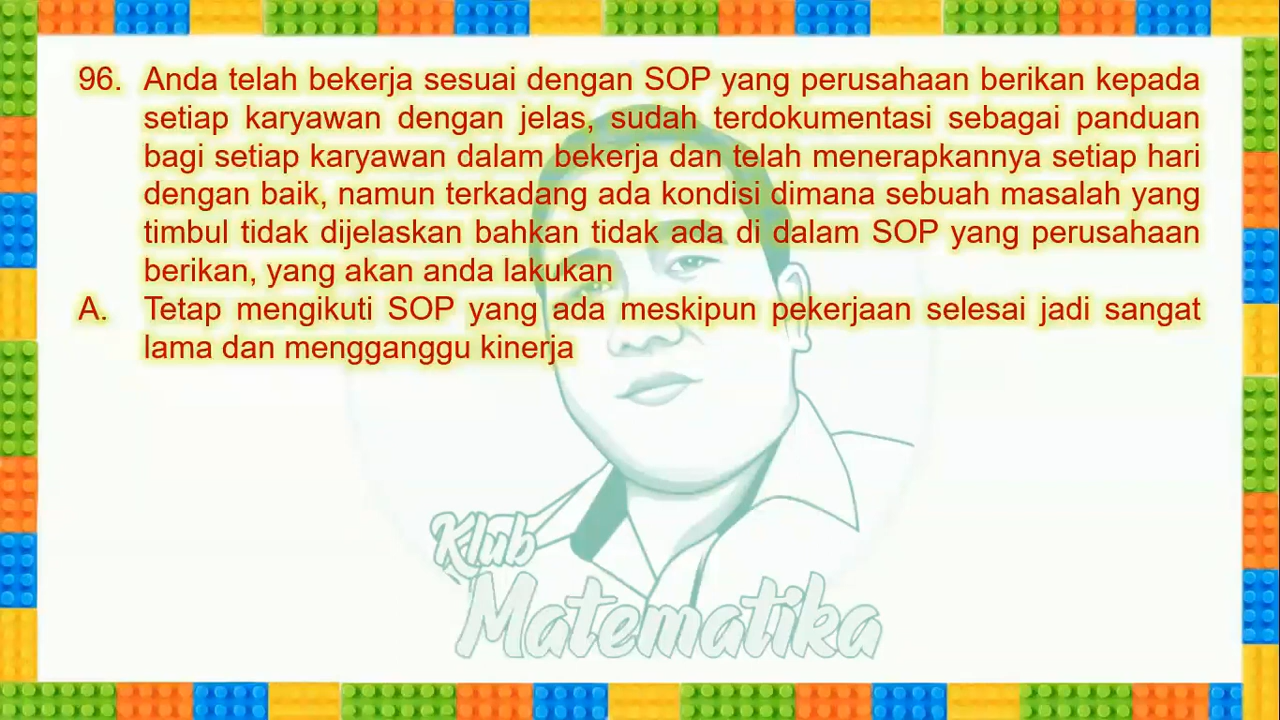 96. Anda telah bekerja sesuai dengan SOP yang perusahaan berikan kepada
setiap karyawan dengan jelas, sudah terdokumentasi sebagai panduan
bagi setiap karyawan dalam bekerja dan telah menerapkannya setiap hari
dengan baik, namun terkadang ada kondisi dimana sebuah masalah yang
timbul tidak dijelaskan bahkan tidak ada di dalam SOP yang perusahaan
berikan, yang akan anda lakukan
A. Tetap mengikuti SOP yang ada meskipun pekerjaan selesai jadi sangat
lama dan mengganggu kinerja
Klub
Matematika